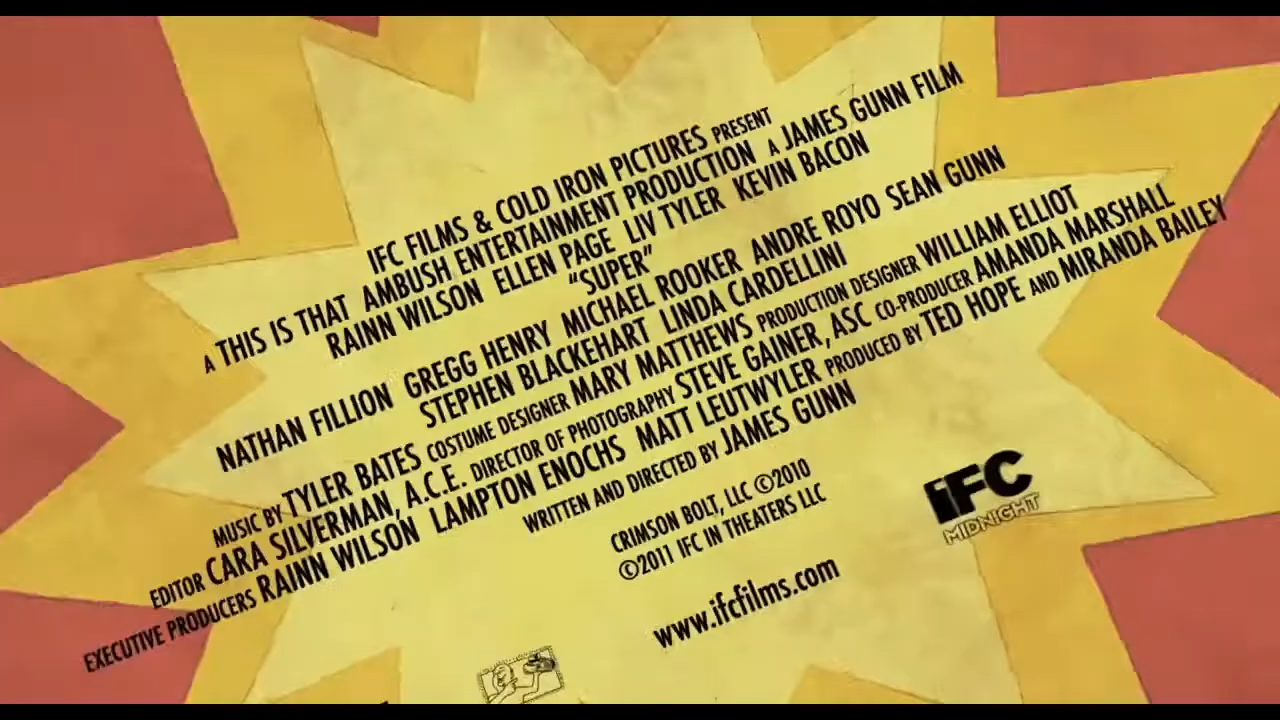 IFC FILMS & COLD IRON PICTURES PRESENT
A THIS IS THAT AMBUSH ENTERTAINMENT PRODUCTION A JAMES GUNN FILM
RAINN WILSON ELLEN PAGE LIV TYLER KEVIN BACON
“SUPER”
NATHAN FILLION GREGG HENRY MICHAEL ROOKER ANDRE ROYO SEAN GUNN
STEPHEN BLACKEHART LINDA CARDELLINI
MUSIC BY TYLER BATES COSTUME DESIGNER MARY MATTHEWS PRODUCTION DESIGNER WILLIAM ELLIOT
EDITOR CARA SILVERMAN, A.C.E. DIRECTOR OF PHOTOGRAPHY STEVE GAINER, ASC CO-PRODUCER AMANDA MARSHALL
EXECUTIVE PRODUCERS RAINN WILSON LAMPTON ENOCHS MATT LEUTWYLER PRODUCED BY TED HOPE AND MIRANDA BAILEY
WRITTEN AND DIRECTED BY JAMES GUNN
CRIMSON BOLT, LLC ©2010
©2011 IFC IN THEATERS LLC
IFC
MIDNIGHT
www.ifcfilms.com